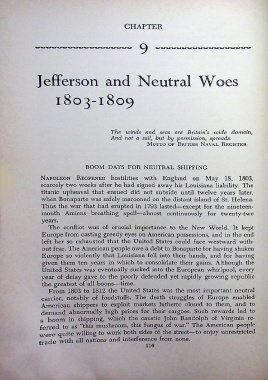 CHAPTER
9
Jefferson and Neutral Woes
1803-1809
The winds and seas are Britain's wide domain,
And not a sail, but by permission, spreads.
MOTTO OF BRITISH NAVAL REGISTER
BOOM DAYS FOR NEUTRAL SHIPPING
NAPOLEON REOPENED hostilities with England on May 18, 1803,
scarcely two weeks after he had signed away his Louisiana liability. The
titanic upheaval that ensued did not subside until twelve years later,
when Bonaparte was safely marooned on the distant island of St. Helena.
Thus the war that had erupted in 1793 lasted—except for the nineteen-
month Amiens breathing spell—almost continuously for twenty-two
years.
The conflict was of crucial importance to the New World. It kept
Europe from casting greedy eyes on American possessions, and in the end
left her so exhausted that the United States could face westward with-
out fear. The American people owe a debt to Bonaparte for having shaken
Europe so violently that Louisiana fell into their hands, and for having
given them ten years in which to consolidate their gains. Although the
United States was eventually sucked into the European whirlpool, every
year of delay gave to the poorly defended yet rapidly growing republic
the greatest of all boons—time.
From 1803 to 1812 the United States was the most important neutral
carrier, notably of foodstuffs. The death struggles of Europe enabled
American shippers to exploit markets hitherto closed to them, and to
demand abnormally high prices for their cargoes. Such rewards led to
a boom in shipping, which the caustic John Randolph of Virginia re-
ferred to as "this mushroom, this fungus of war." The American people
were quite willing to work both sides of the street—to enjoy unrestricted
trade with all nations and interference from none.